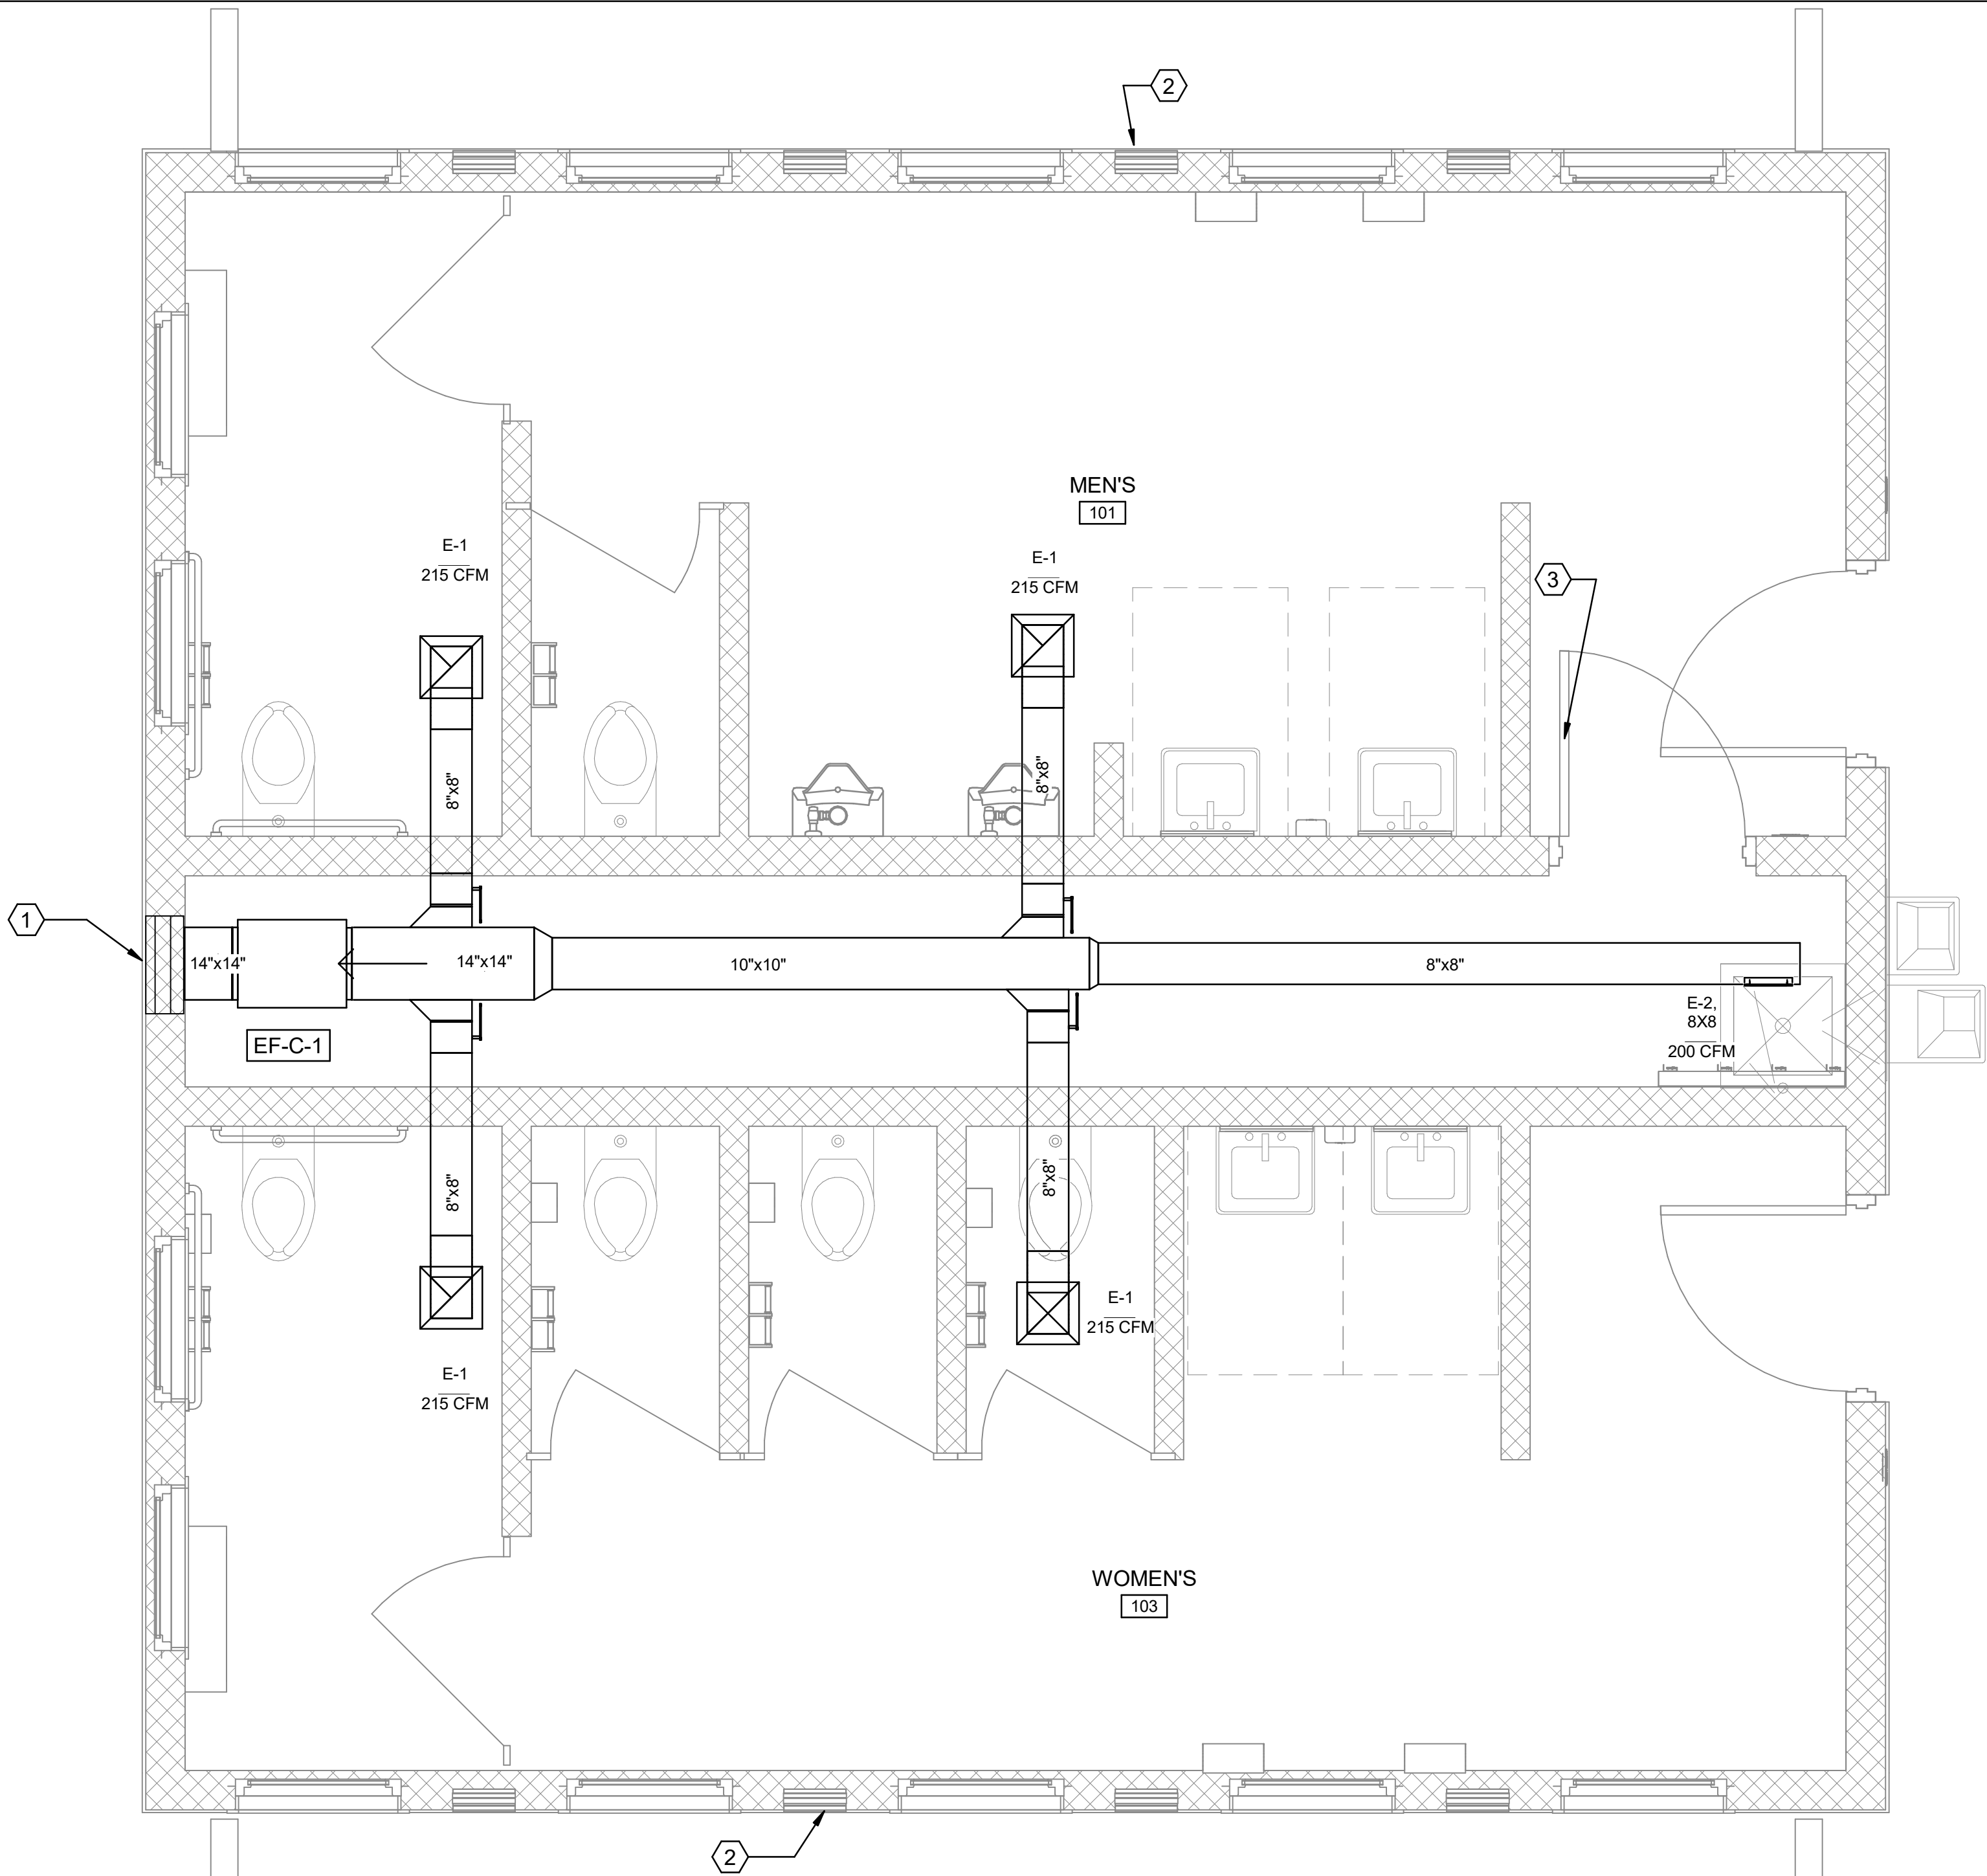 2
MEN'S
101
E-1
215 CFM
E-1
215 CFM
3
8"x8"
8"x8"
1
14"x14"
14"x14"
10"x10"
8"x8"
EF-C-1
E-2,
8X8
200 CFM
8"x8"
8"x8"
E-1
215 CFM
E-1
215 CFM
WOMEN'S
103
2